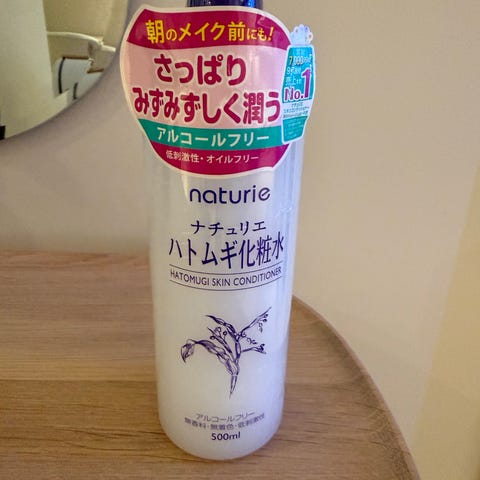 朝のメイク前にも!
さっぱり
みずみずしく潤う
アルコールフリー
低刺激性・オイルフリー
No.1
naturie
ナチュリエ
ハトムギ化粧水
HATOMUGI SKIN CONDITIONER
アルコールフリー
無香料・無着色・低刺激性
500ml